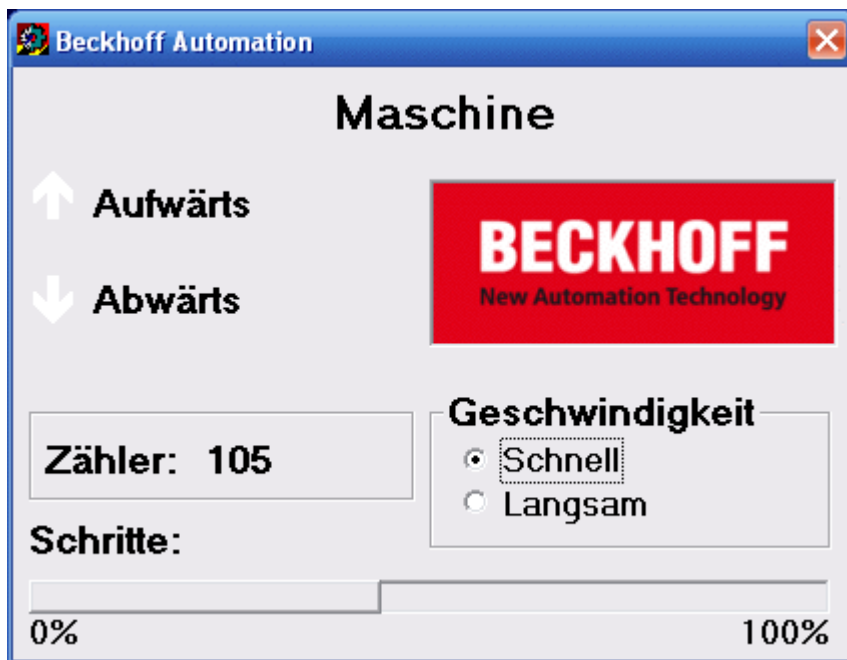 Beckhoff Automation
Maschine
Aufwärts
BECKHOFF
New Automation Technology
Abwärts
Geschwindigkeit
Zähler: 105
Schnell
Langsam
Schritte:
0%
100%